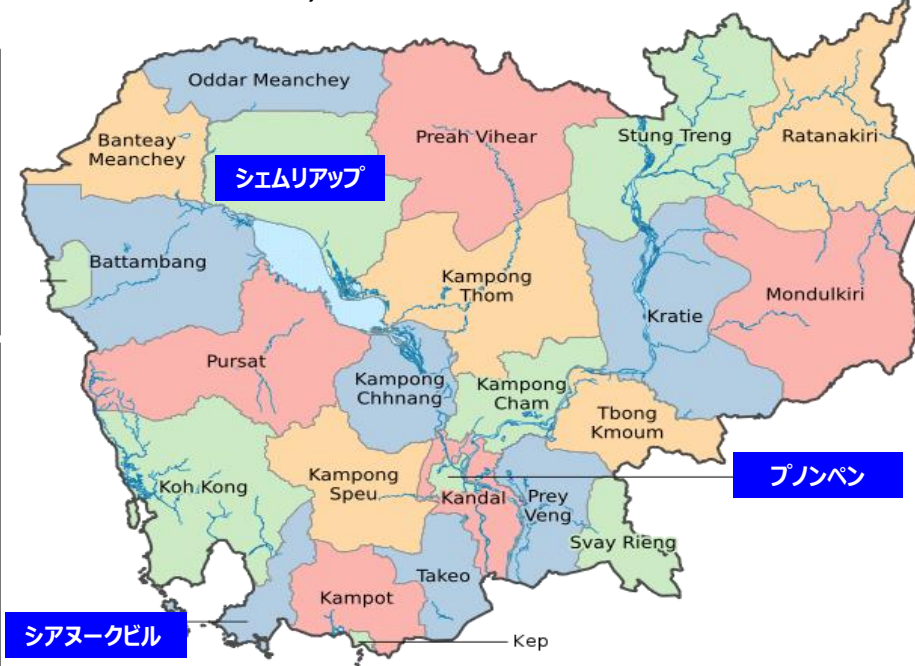 Oddar Meanchey
Banteay
Meanchey
Preah Vihear
Stung Treng
Ratanakiri
シェムリアップ
Battambang
Kampong
Thom
Mondulkiri
Kratie
Pursat
Kampong
Chhnang
Kampong
Cham
Tbong
Kmoum
プノンペン
Koh Kong
Kampong
Speu
Kandal
Prey
Veng
Svay Rieng
Takeo
Kampot
シアヌークビル
Kep